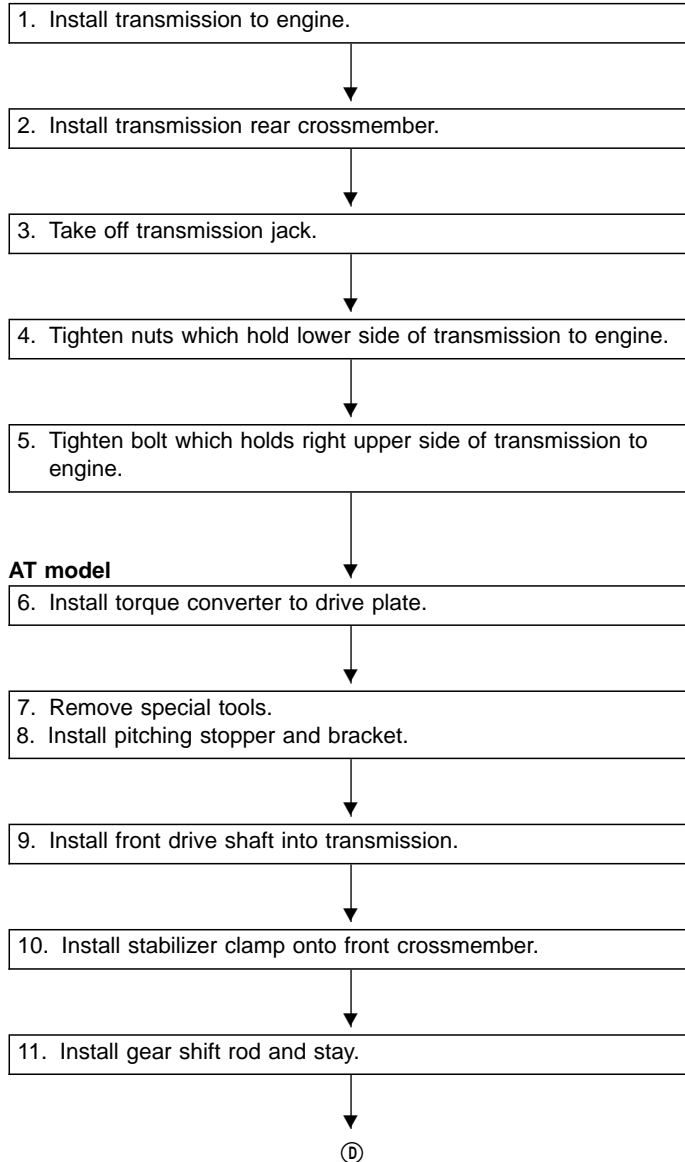 1. Install transmission to engine.
2. Install transmission rear crossmember.
3. Take off transmission jack.
4. Tighten nuts which hold lower side of transmission to engine.
5. Tighten bolt which holds right upper side of transmission to
engine.
AT model
6. Install torque converter to drive plate.
7. Remove special tools.
8. Install pitching stopper and bracket.
9. Install front drive shaft into transmission.
10. Install stabilizer clamp onto front crossmember.
11. Install gear shift rod and stay.
Ⓓ